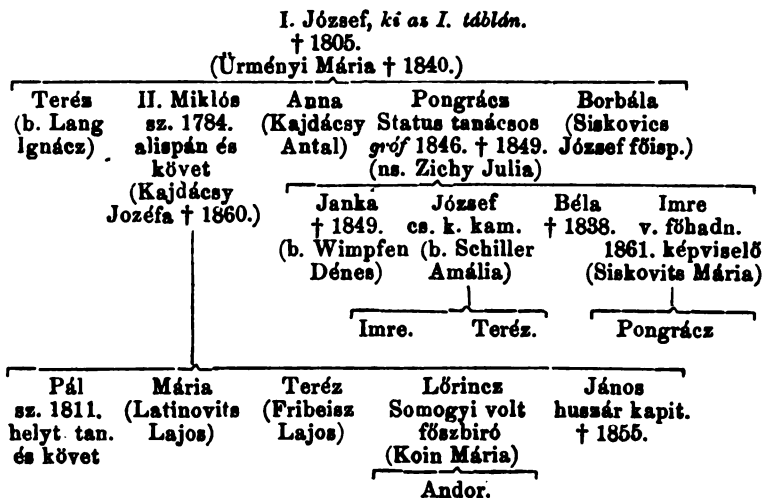 I. József, ki as I. táblán.
† 1805.
(Ürményi Mária † 1840.)
Teréz
(b. Lang
Ignácz)
II. Miklós
sz. 1784.
alispán és
követ
(Kajdácsy
Jozéfa † 1860.)
Anna
(Kajdácsy
Antal)
Pongrácz
Status tanácsos
gróf 1846. † 1849.
(ns. Zichy Julia)
Borbála
(Siskovics
József főisp.)
Janka
† 1849.
(b. Wimpfen
Dénes)
József
cs. k. kam.
(b. Schiller
Amália)
Béla
† 1838.
Imre
v. főhadn.
1861. képviselő
(Siskovits Mária)
Imre.
Teréz.
Pongrácz
Pál
sz. 1811.
helyt. tan.
és követ
Mária
(Latinovits
Lajos)
Teréz
(Fribeisz
Lajos)
Lőrincz
Somogyi volt
főszbiró
(Koin Mária)
János
huszár kapit.
† 1855.
Andor.